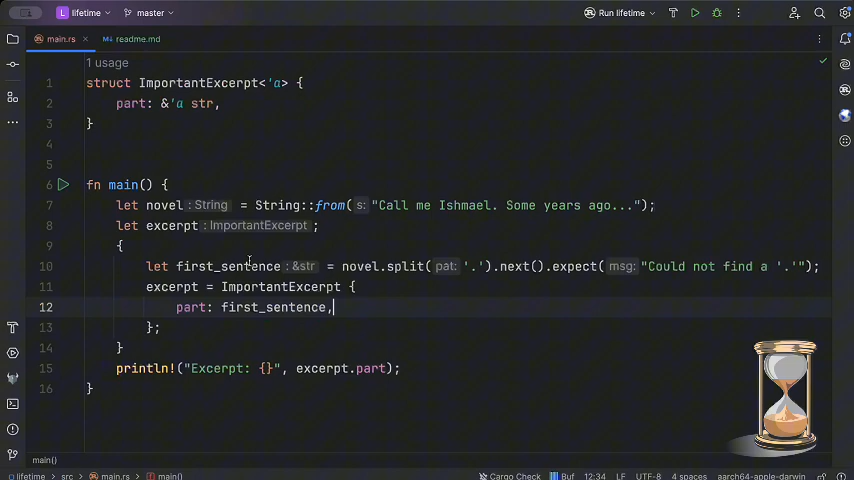 L lifetime master Run lifetime
main.rs readme.md
1 usage
1 struct ImportantExcerpt<'a> {
2 part: &'a str,
3 }
4
5
6 fn main() {
7 let novel : String = String::from( s: "Call me Ishmael. Some years ago...");
8 let excerpt : ImportantExcerpt ;
9 {
10 let first_sentence : &str = novel.split( pat: '.').next().expect( msg: "Could not find a '.'");
11 excerpt = ImportantExcerpt {
12 part: first_sentence,
13 };
14 }
15 println!("Excerpt: {}", excerpt.part);
16 }
main()
lifetime > src > main.rs > main() Cargo Check Buf 12:34 LF UTF-8 4 spaces aarch64-apple-darwin